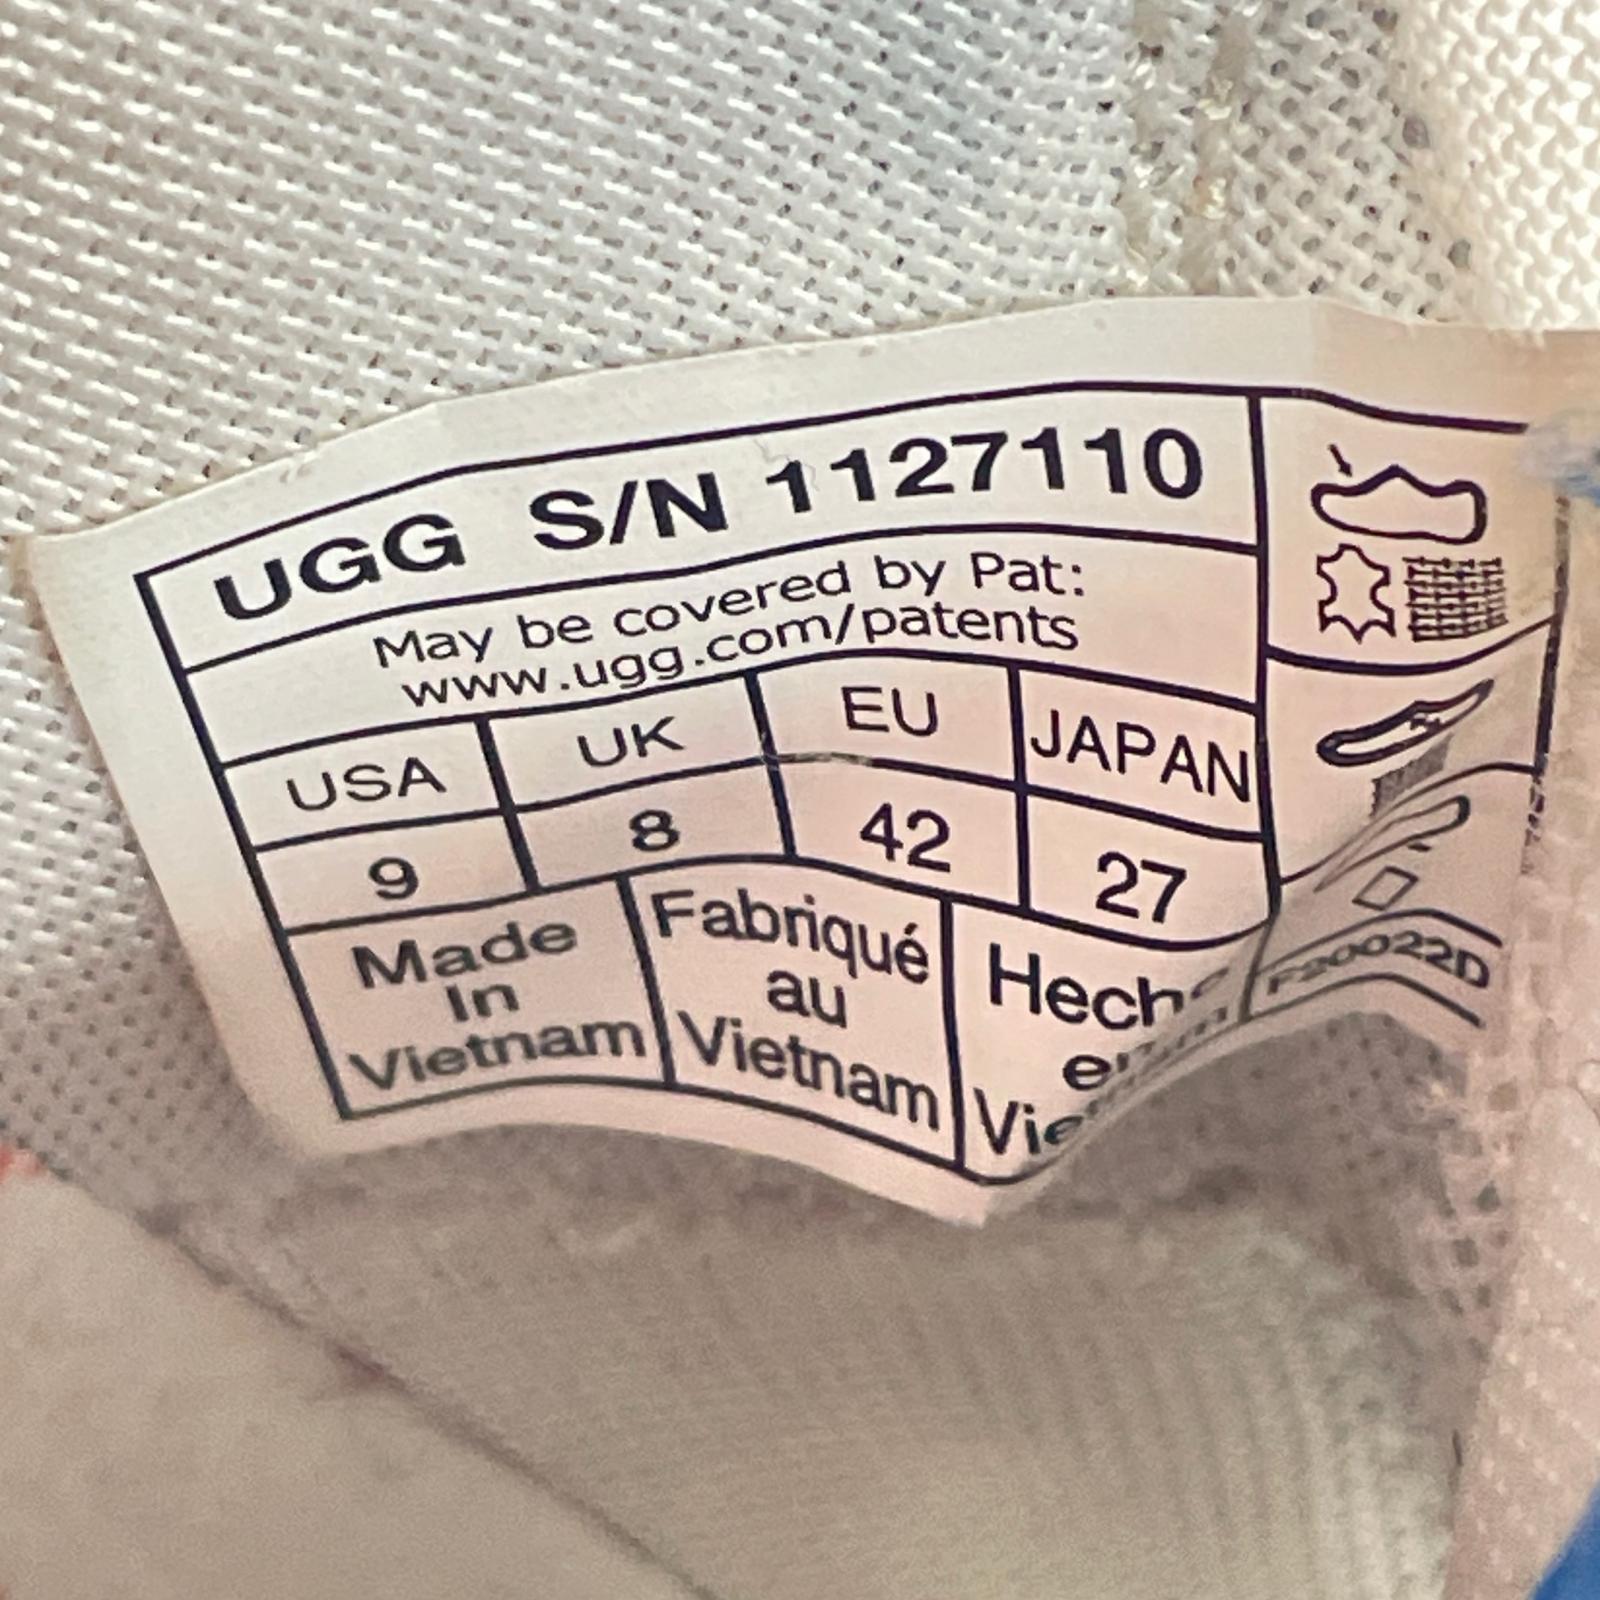 UGG S/N 1127110
May be covered by Pat:
www.ugg.com/patents
USA UK EU JAPAN
9 8 42 27
Made
In
Vietnam
Fabriqué
au
Vietnam
F20022D